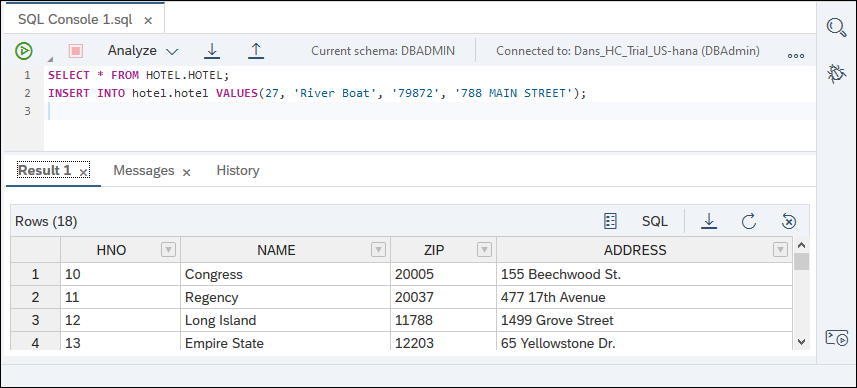 SQL Console 1.sql ×
Analyze Current schema: DBADMIN Connected to: Dans_HC_Trial_US-hana (DBAdmin)
1 SELECT * FROM HOTEL.HOTEL;
2 INSERT INTO hotel.hotel VALUES(27, 'River Boat', '79872', '788 MAIN STREET');
3
Result 1 × Messages × History
Rows (18) SQL
HNO NAME ZIP ADDRESS
1 10 Congress 20005 155 Beechwood St.
2 11 Regency 20037 477 17th Avenue
3 12 Long Island 11788 1499 Grove Street
4 13 Empire State 12203 65 Yellowstone Dr.